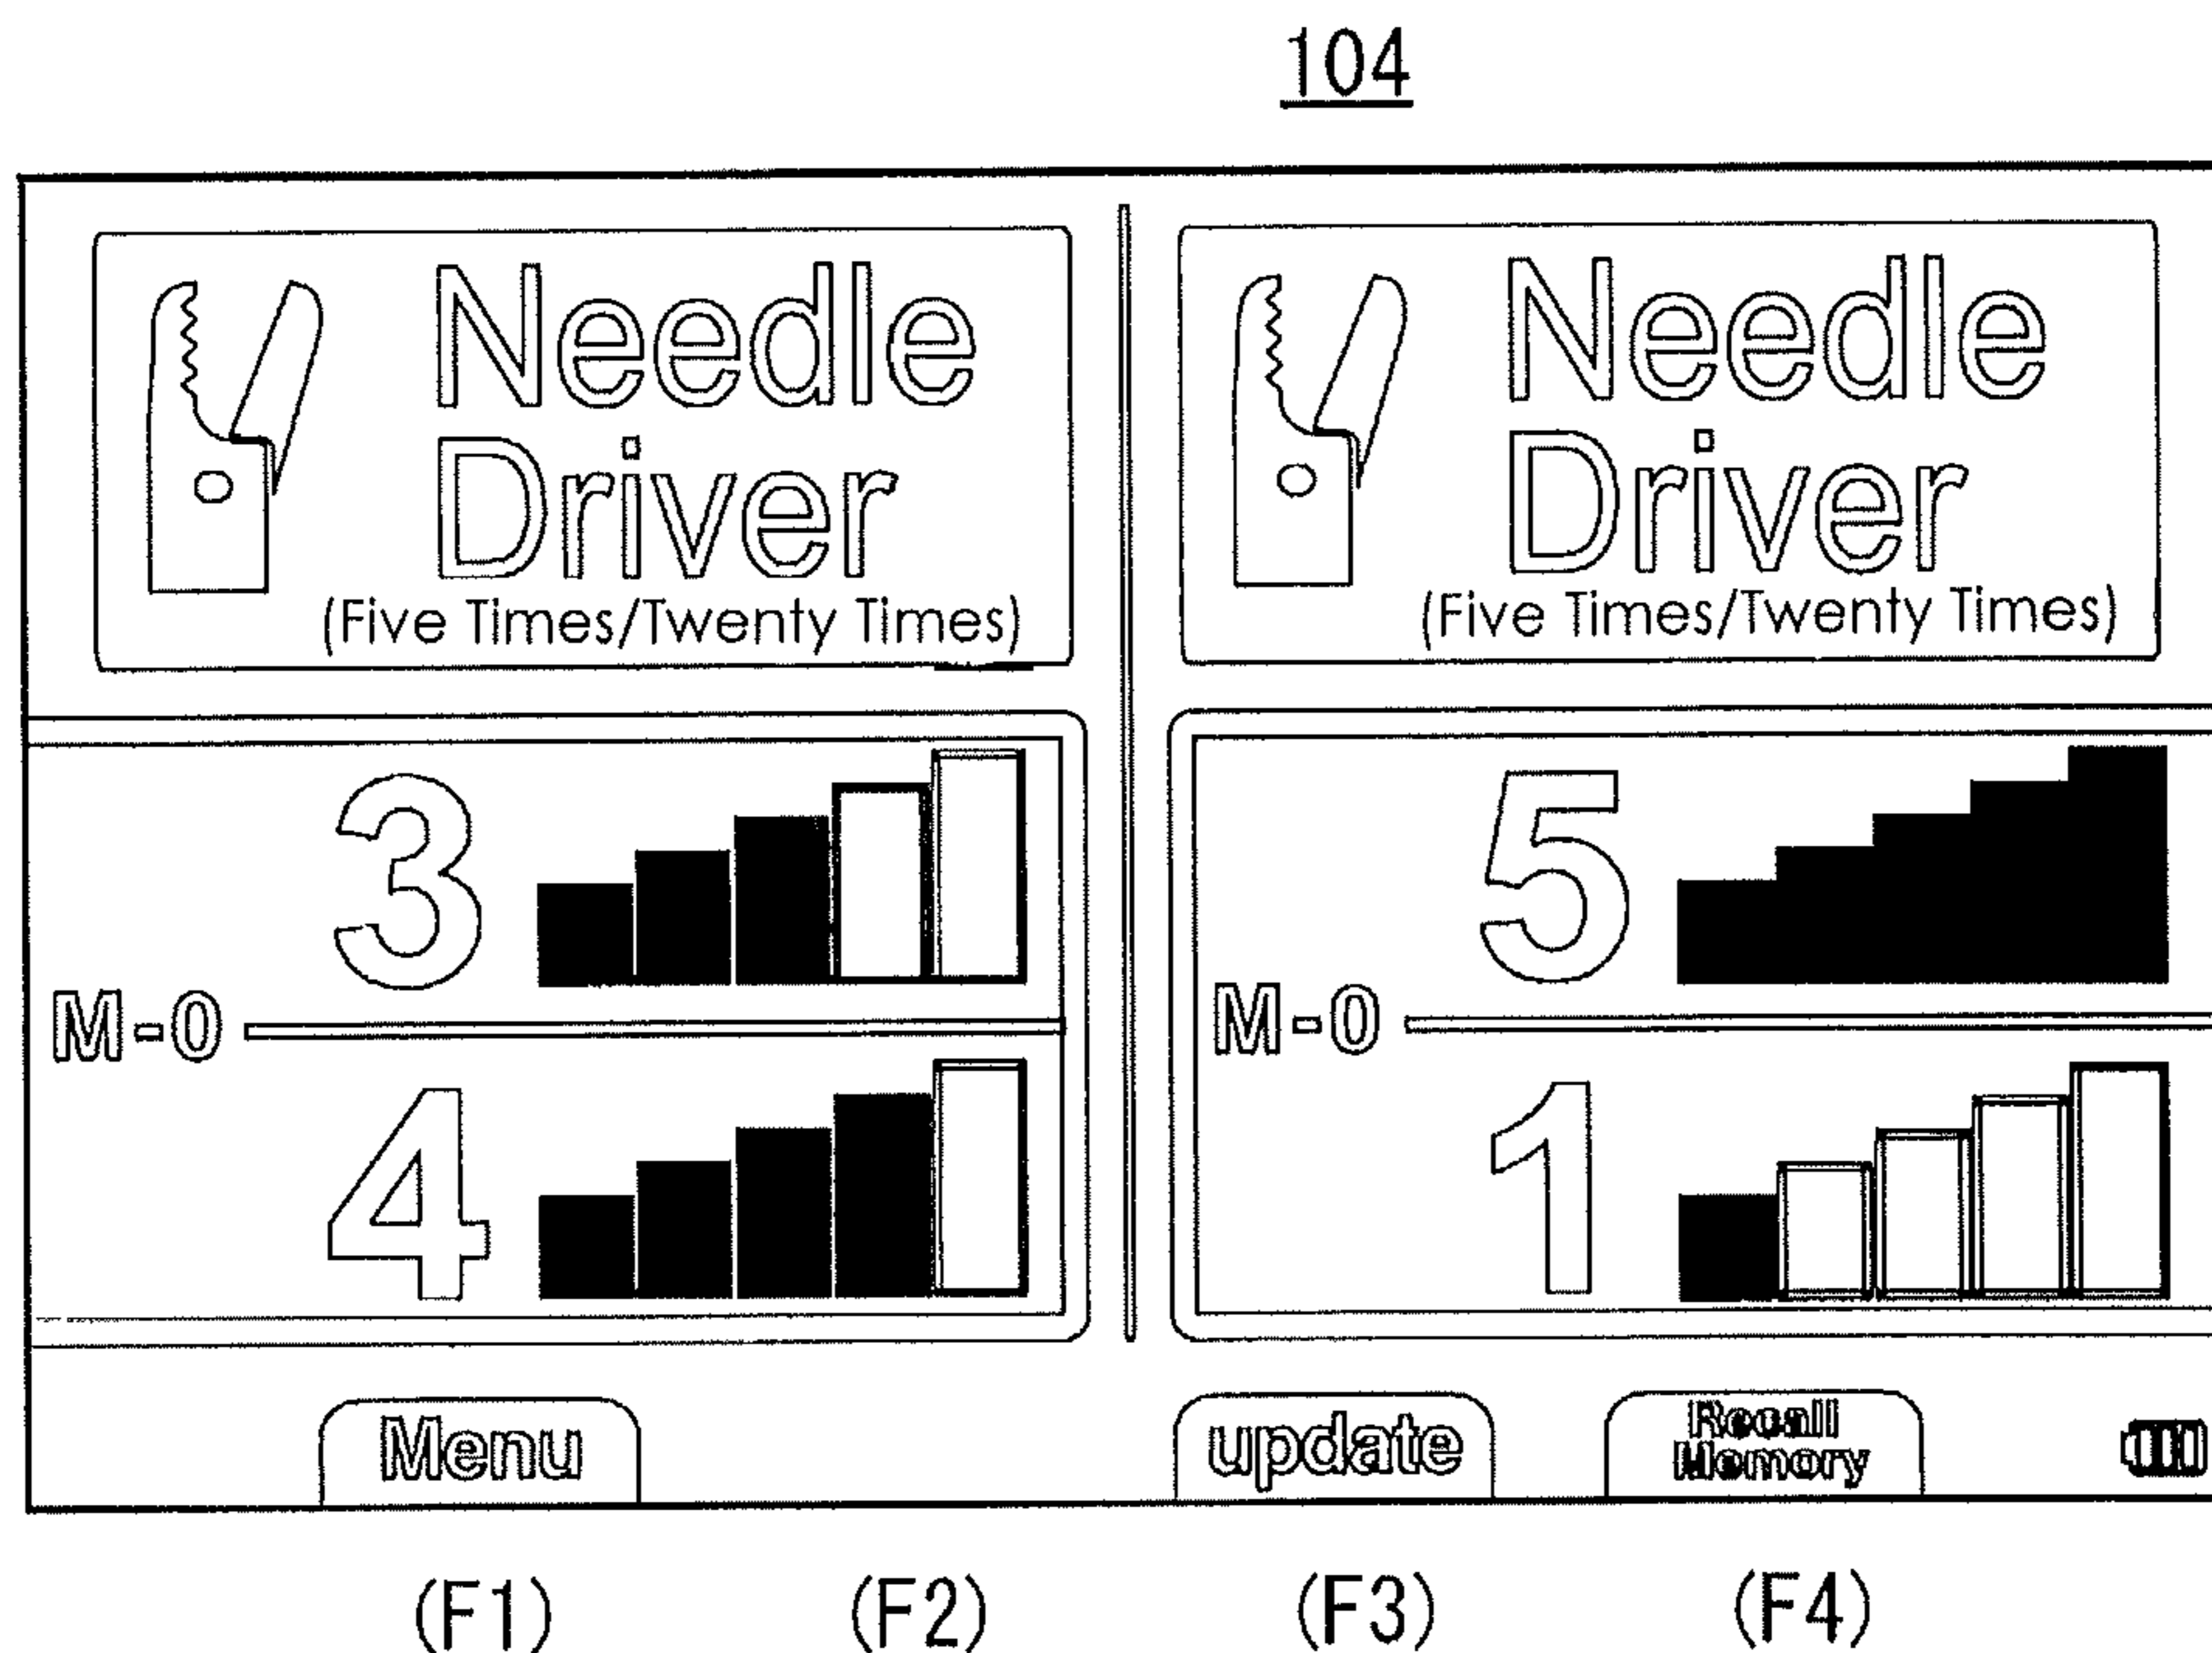 104
Needle
Driver
(Five Times/Twenty Times)
Needle
Driver
(Five Times/Twenty Times)
3
M-0
4
5
M-0
1
Menu
update
Recall
Memory
(F1)
(F2)
(F3)
(F4)